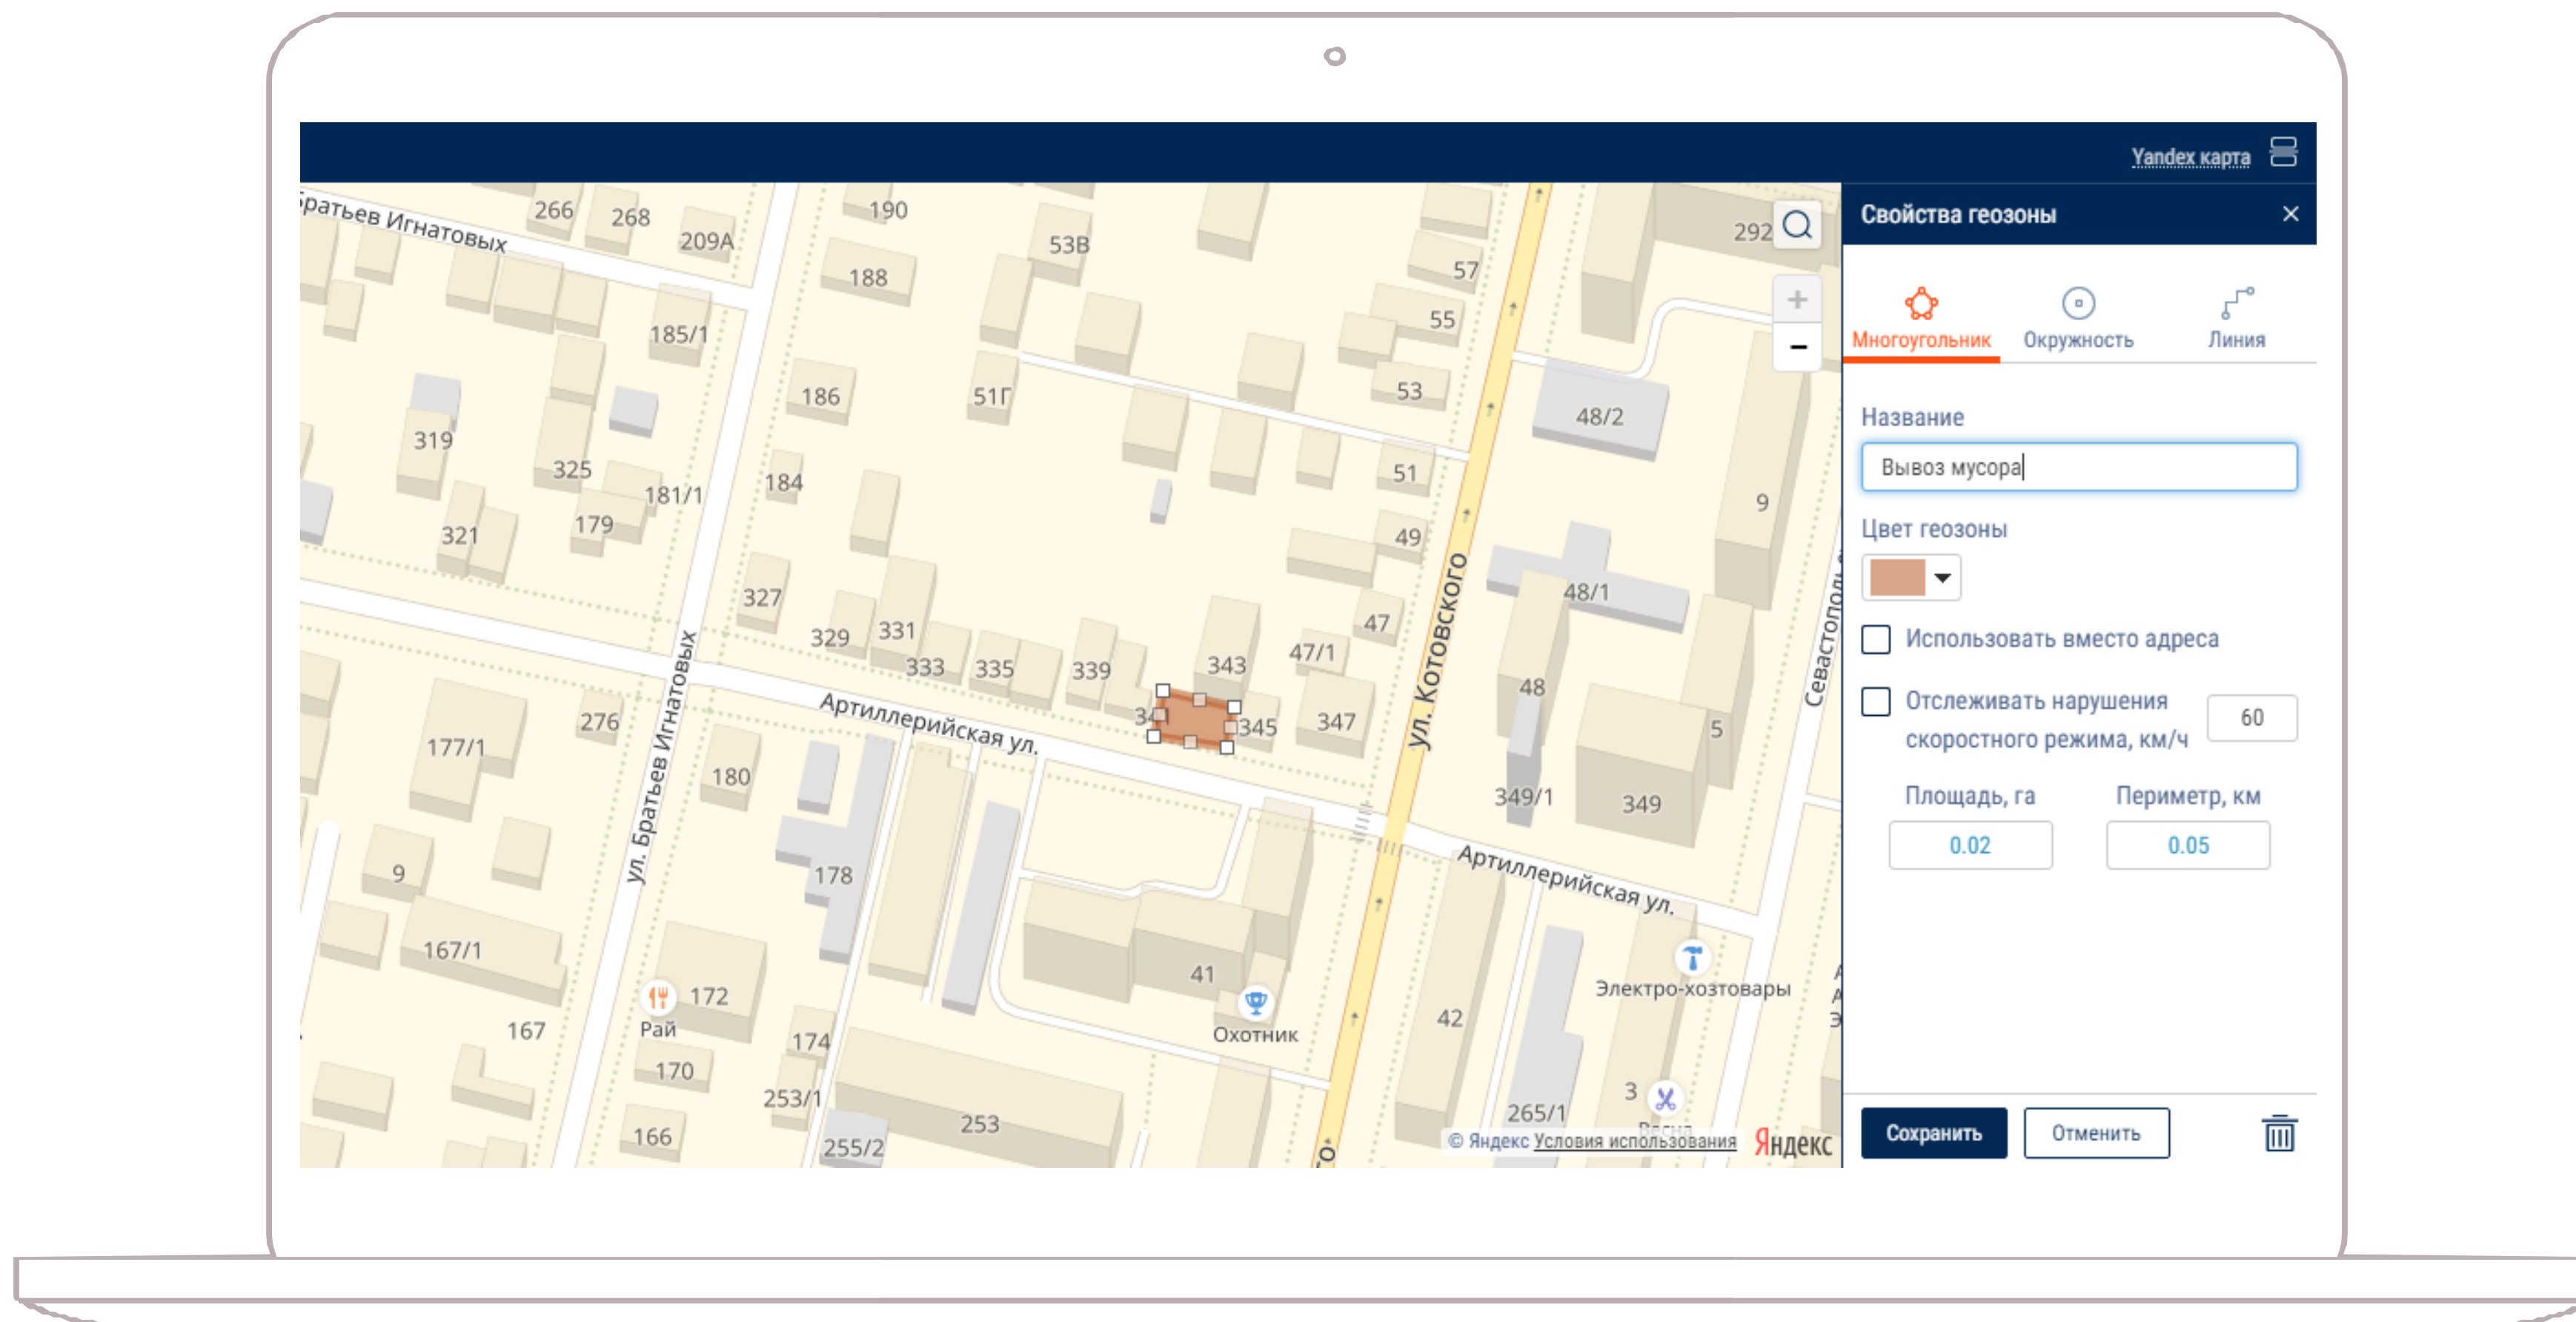 Yandex карта
Свойства геозоны
Многоугольник
Окружность
Линия
Название
Вывоз мусора
Цвет геозоны
Использовать вместо адреса
Отслеживать нарушения
скоростного режима, км/ч
60
Площадь, га
Периметр, км
0.02
0.05
Сохранить
Отменить
Братьев Игнатовых
266
268
209А
190
53В
188
292
57
55
185/1
186
51Г
53
48/2
319
325
184
51
9
181/1
179
321
49
48/1
327
329
331
333
335
339
343
47/1
47
345
347
48
5
ул. Котовского
ул. Братьев Игнатовых
Артиллерийская ул.
276
177/1
180
349/1
349
178
9
Артиллерийская ул.
167/1
41
172
Рай
167
Охотник
Электро-хозтовары
42
174
170
253/1
253
3
265/1
166
255/2
© Яндекс Условия использования
Яндекс